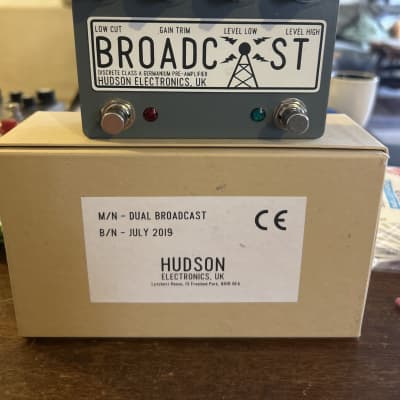 LOW CUT GAIN TRIM LEVEL LOW LEVEL HIGH
BROADCAST
DISCRETE CLASS A GERMANIUM PRE-AMPLIFIER
HUDSON ELECTRONICS, UK
M/N - DUAL BROADCAST
B/N - JULY 2019
CE
HUDSON
ELECTRONICS, UK